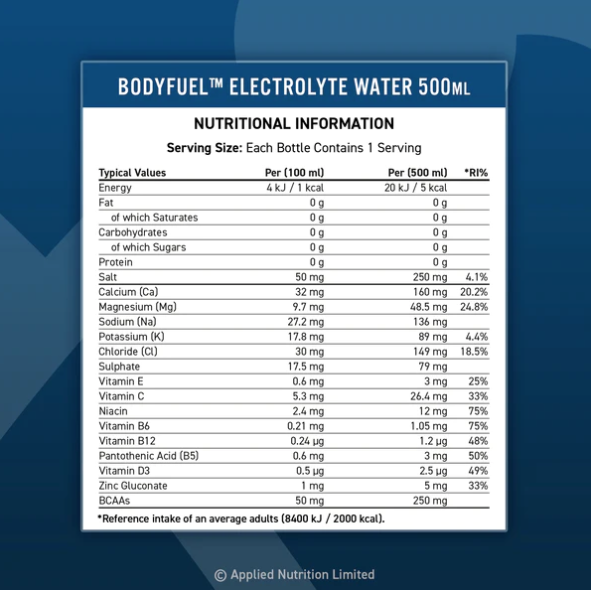 BODYFUEL™ ELECTROLYTE WATER 500ML
NUTRITIONAL INFORMATION
Serving Size: Each Bottle Contains 1 Serving
Typical Values Per (100 ml) Per (500 ml) *RI%
Energy 4 kJ / 1 kcal 20 kJ / 5 kcal
Fat 0 g 0 g
of which Saturates 0 g 0 g
Carbohydrates 0 g 0 g
of which Sugars 0 g 0 g
Protein 0 g 0 g
Salt 50 mg 250 mg 4.1%
Calcium (Ca) 32 mg 160 mg 20.2%
Magnesium (Mg) 9.7 mg 48.5 mg 24.8%
Sodium (Na) 27.2 mg 136 mg
Potassium (K) 17.8 mg 89 mg 4.4%
Chloride (Cl) 30 mg 149 mg 18.5%
Sulphate 17.5 mg 79 mg
Vitamin E 0.6 mg 3 mg 25%
Vitamin C 5.3 mg 26.4 mg 33%
Niacin 2.4 mg 12 mg 75%
Vitamin B6 0.21 mg 1.05 mg 75%
Vitamin B12 0.24 µg 1.2 µg 48%
Pantothenic Acid (B5) 0.6 mg 3 mg 50%
Vitamin D3 0.5 µg 2.5 µg 49%
Zinc Gluconate 1 mg 5 mg 33%
BCAAs 50 mg 250 mg
*Reference intake of an average adults (8400 kJ / 2000 kcal).
© Applied Nutrition Limited